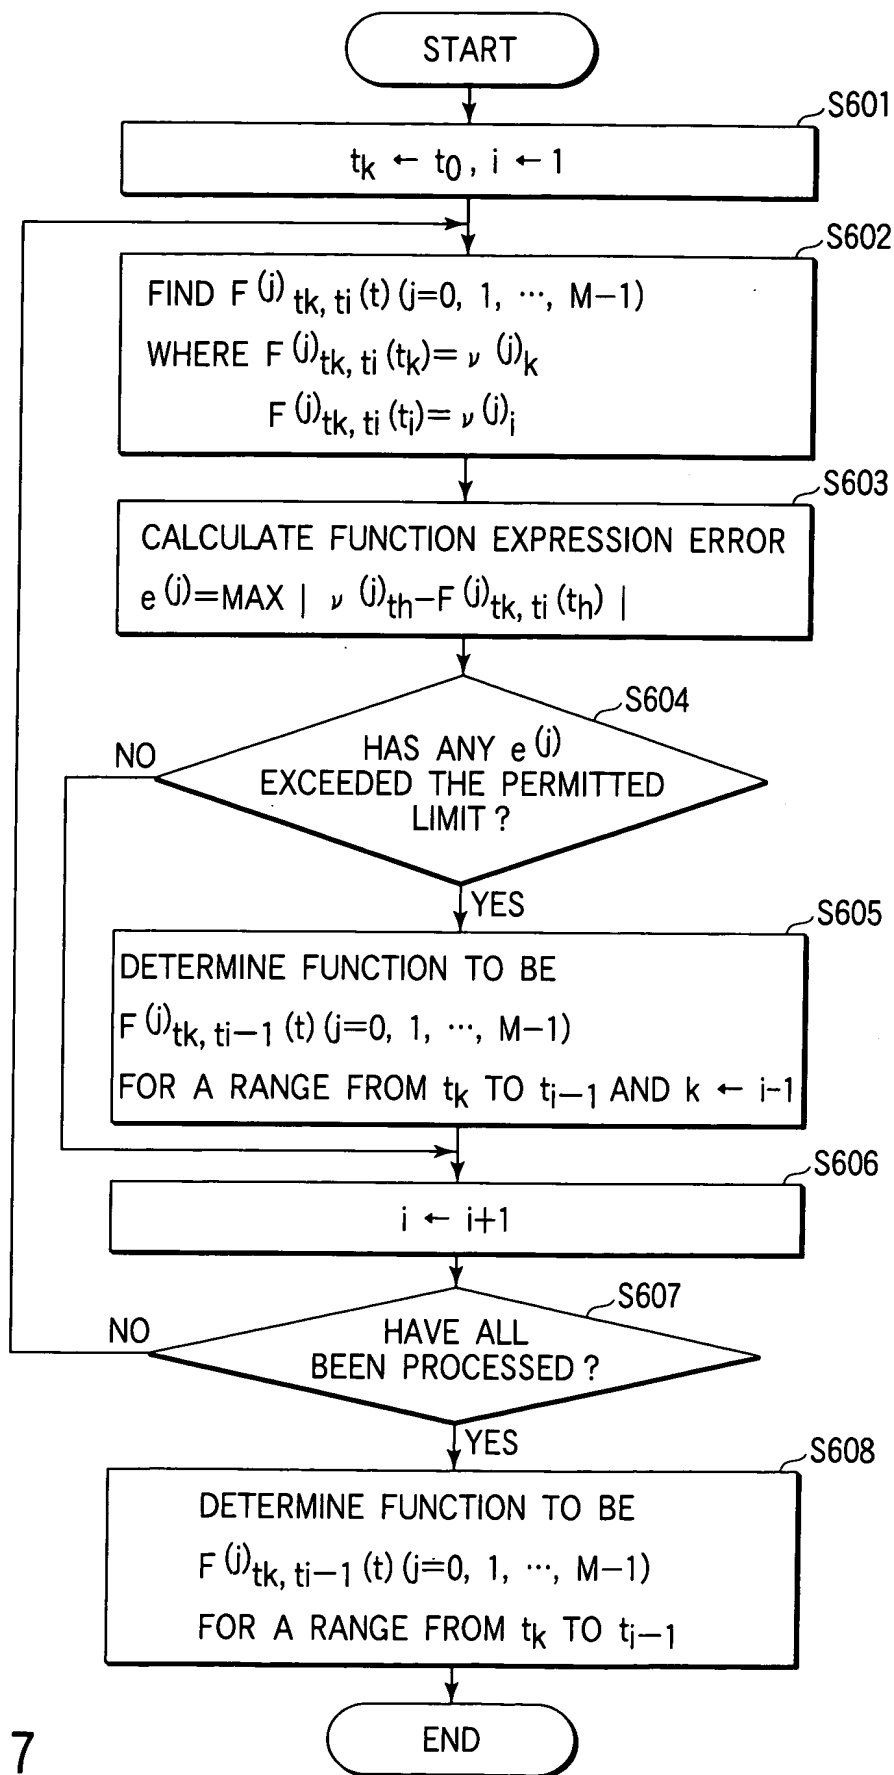 START
S601
tk ← t0, i ← 1
S602
FIND F(j)tk, ti (t) (j=0, 1, ···, M−1)
WHERE F(j)tk, ti (tk)= ν (j)k
F(j)tk, ti (ti)= ν(j)i
S603
CALCULATE FUNCTION EXPRESSION ERROR
e(j)=MAX | ν (j)th−F(j)tk, ti (th) |
S604
NO
HAS ANY e(j)
EXCEEDED THE PERMITTED
LIMIT ?
YES
S605
DETERMINE FUNCTION TO BE
F(j)tk, ti−1 (t) (j=0, 1, ···, M−1)
FOR A RANGE FROM tk TO ti−1 AND k ← i-1
S606
i ← i+1
S607
NO
HAVE ALL
BEEN PROCESSED ?
YES
S608
DETERMINE FUNCTION TO BE
F(j)tk, ti−1 (t) (j=0, 1, ···, M−1)
FOR A RANGE FROM tk TO ti−1
END
7